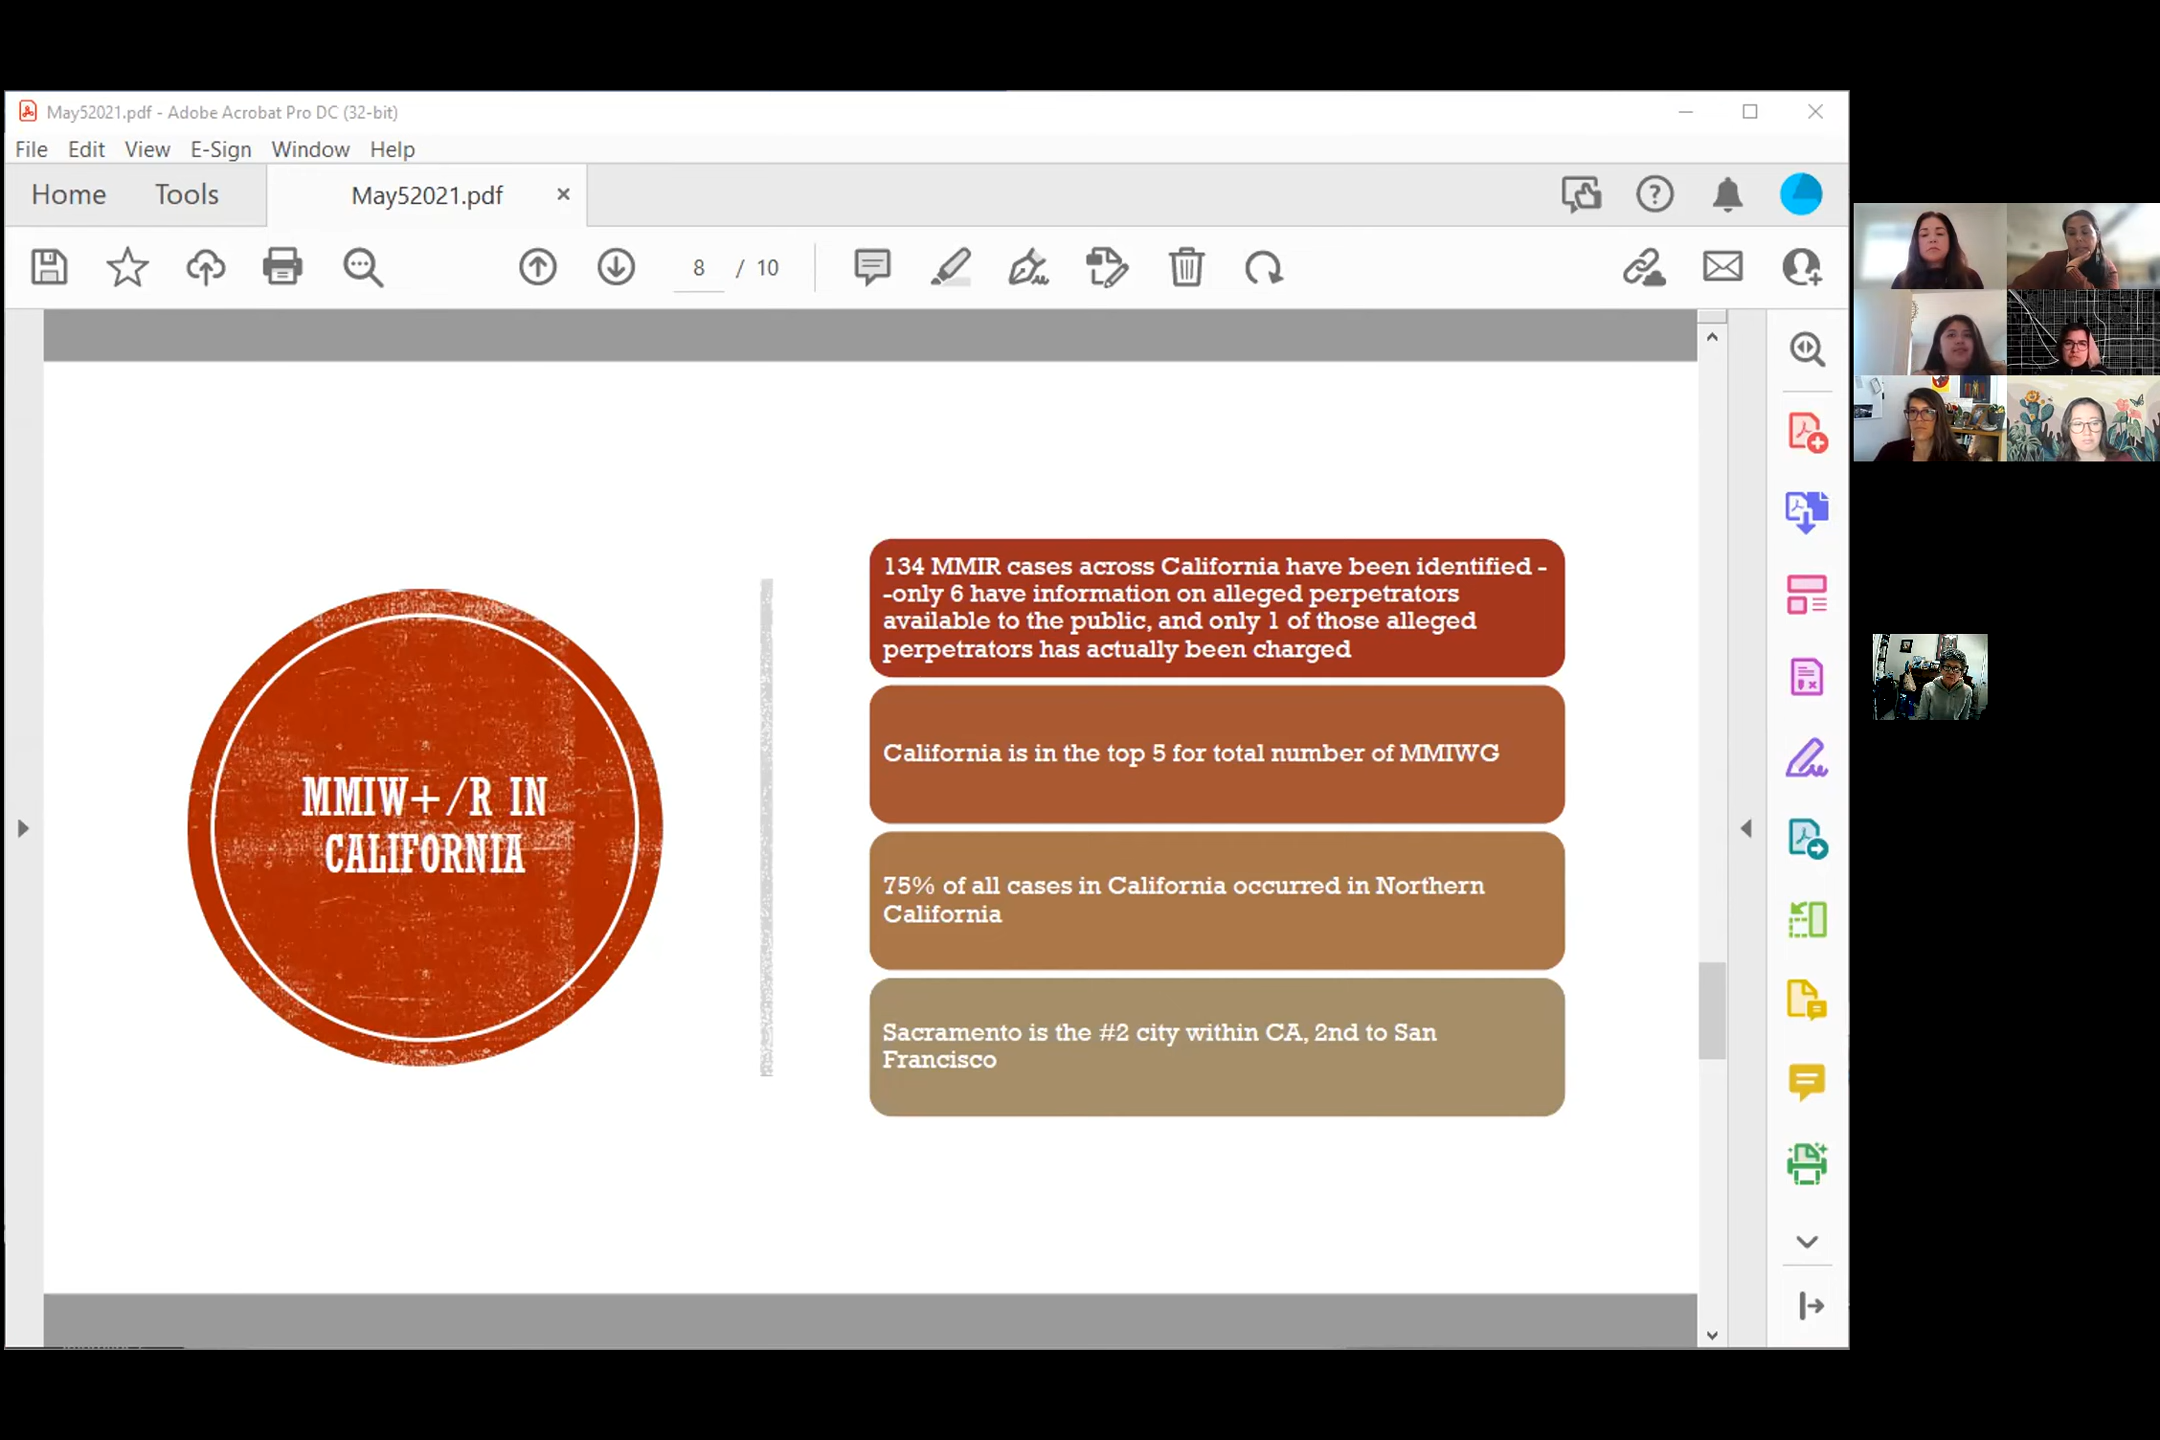 May52021.pdf - Adobe Acrobat Pro DC (32-bit)
File Edit View E-Sign Window Help
Home Tools May52021.pdf
8 / 10
134 MMIR cases across California have been identified -
-only 6 have information on alleged perpetrators
available to the public, and only 1 of those alleged
perpetrators has actually been charged
California is in the top 5 for total number of MMIWG
MMIW+/R IN
CALIFORNIA
75% of all cases in California occurred in Northern
California
Sacramento is the #2 city within CA, 2nd to San
Francisco